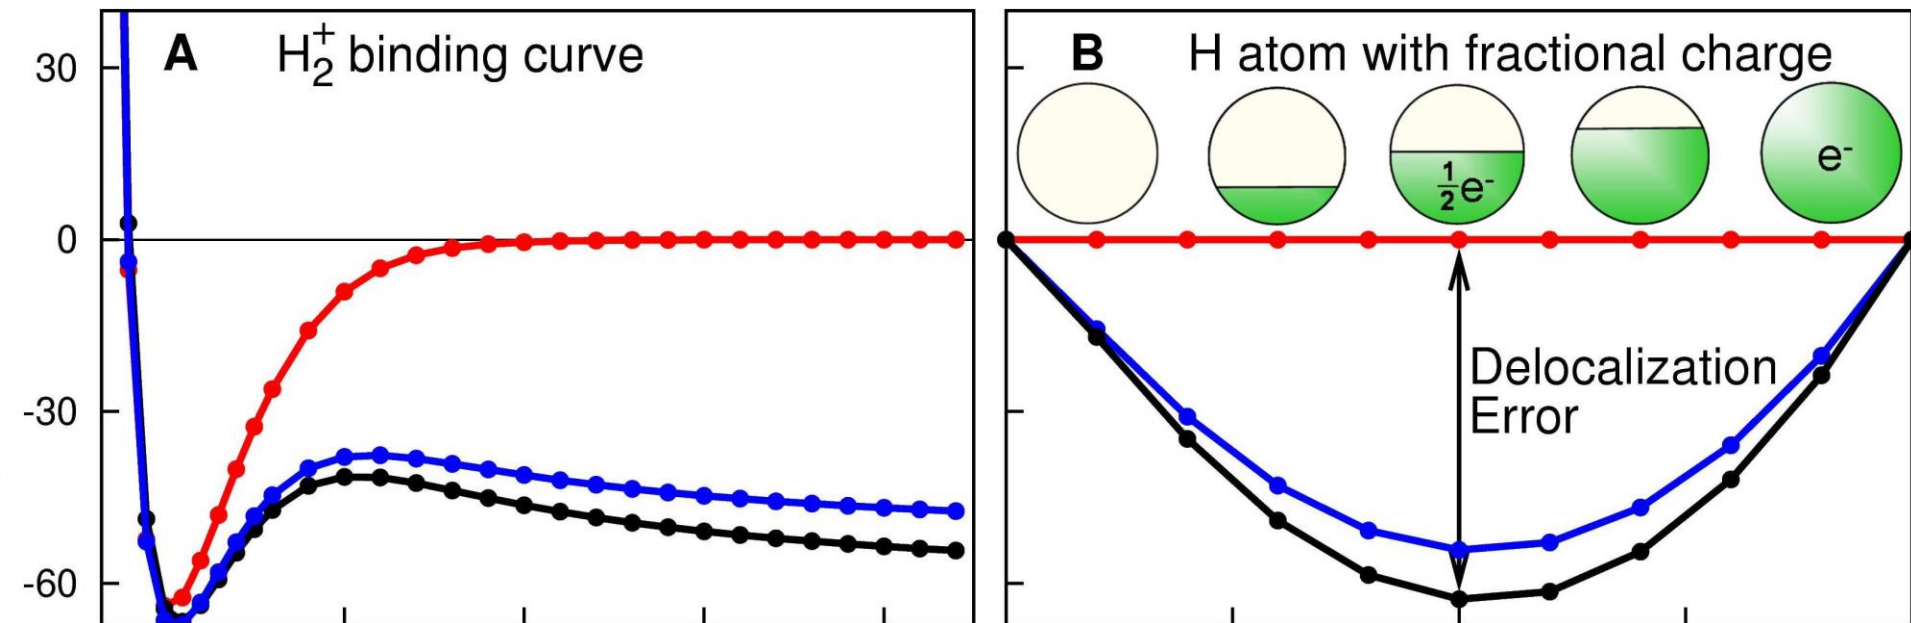 A H₂⁺ binding curve
30
0
-30
-60
B H atom with fractional charge
½e⁻
e⁻
Delocalization
Error